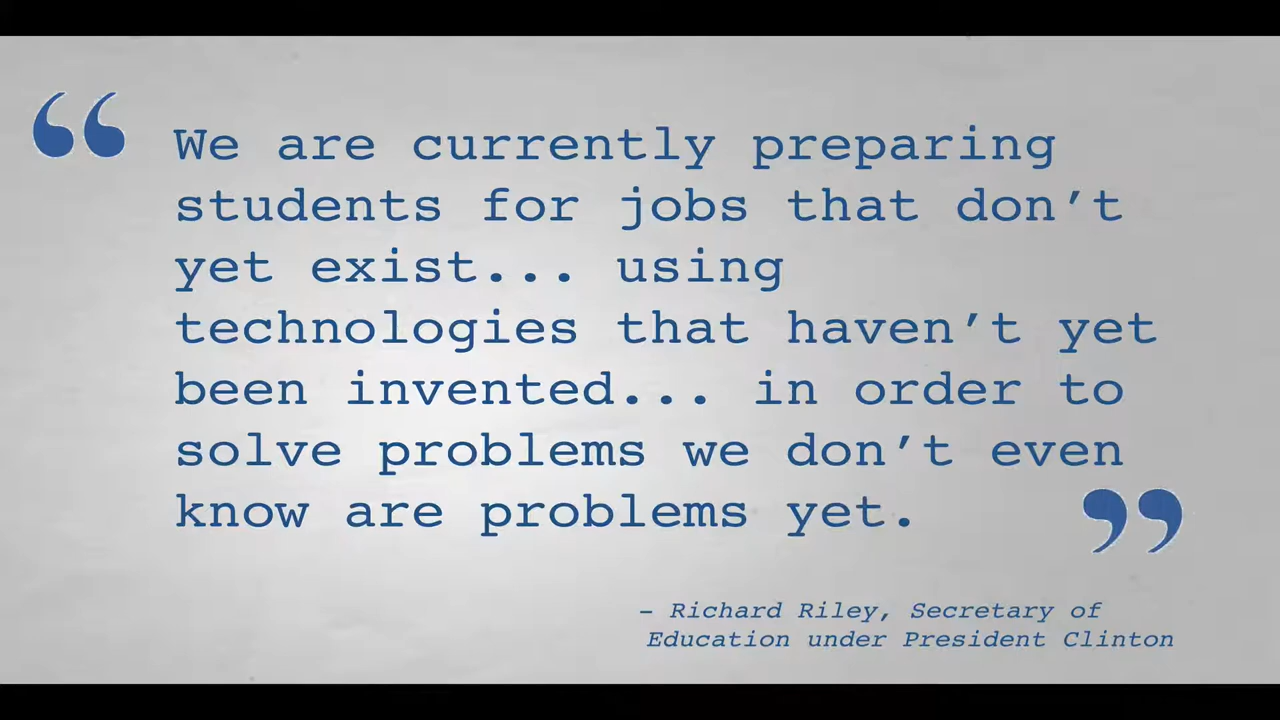 “We are currently preparing
students for jobs that don’t
yet exist... using
technologies that haven’t yet
been invented... in order to
solve problems we don’t even
know are problems yet.”
– Richard Riley, Secretary of
Education under President Clinton